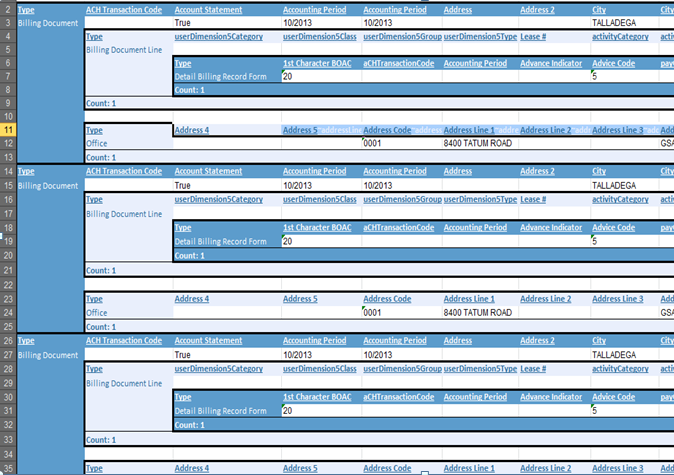 2 Type ACH Transaction Code Account Statement Accounting Period Accounting Period Address Address 2 City City
3 Billing Document True 10/2013 10/2013 TALLADEGA
4 Type userDimension5Category userDimension5Class userDimension5Group userDimension5Type Lease # activityCategory
5 Billing Document Line
6 Type 1st Character BOAC aCHTransactionCode Accounting Period Advance Indicator Advice Code
7 Detail Billing Record Form 20 5
8 Count: 1
9 Count: 1
10
11 Type Address 4 Address 5 Address Code Address Line 1 Address Line 2 Address Line 3
12 Office 0001 8400 TATUM ROAD GSA
13 Count: 1
14 Type ACH Transaction Code Account Statement Accounting Period Accounting Period Address Address 2 City City
15 Billing Document True 10/2013 10/2013 TALLADEGA
16 Type userDimension5Category userDimension5Class userDimension5Group userDimension5Type Lease # activityCategory
17 Billing Document Line
18 Type 1st Character BOAC aCHTransactionCode Accounting Period Advance Indicator Advice Code
19 Detail Billing Record Form 20 5
20 Count: 1
21 Count: 1
22
23 Type Address 4 Address 5 Address Code Address Line 1 Address Line 2 Address Line 3
24 Office 0001 8400 TATUM ROAD GSA
25 Count: 1
26 Type ACH Transaction Code Account Statement Accounting Period Accounting Period Address Address 2 City City
27 Billing Document True 10/2013 10/2013 TALLADEGA
28 Type userDimension5Category userDimension5Class userDimension5Group userDimension5Type Lease # activityCategory
29 Billing Document Line
30 Type 1st Character BOAC aCHTransactionCode Accounting Period Advance Indicator Advice Code
31 Detail Billing Record Form 20 5
32 Count: 1
33 Count: 1
34
35 Type Address 4 Address 5 Address Code Address Line 1 Address Line 2 Address Line 3